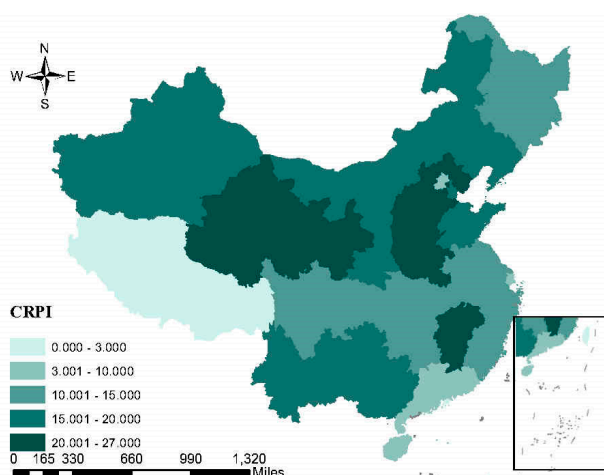 N
W E
S
CRPI
0.000 - 3.000
3.001 - 10.000
10.001 - 15.000
15.001 - 20.000
20.001 - 27.000
0 165 330 660 990 1,320
Miles